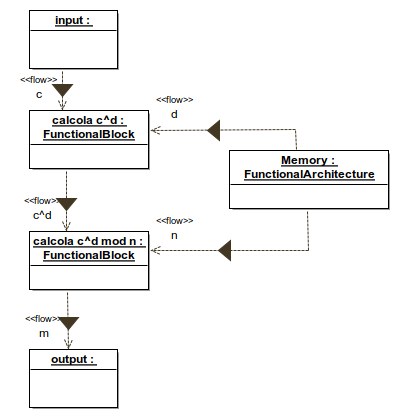 input :
<<flow>>
c
<<flow>>
d
calcola c^d :
FunctionalBlock
Memory :
FunctionalArchitecture
<<flow>>
c^d
<<flow>>
n
calcola c^d mod n :
FunctionalBlock
<<flow>>
m
output :